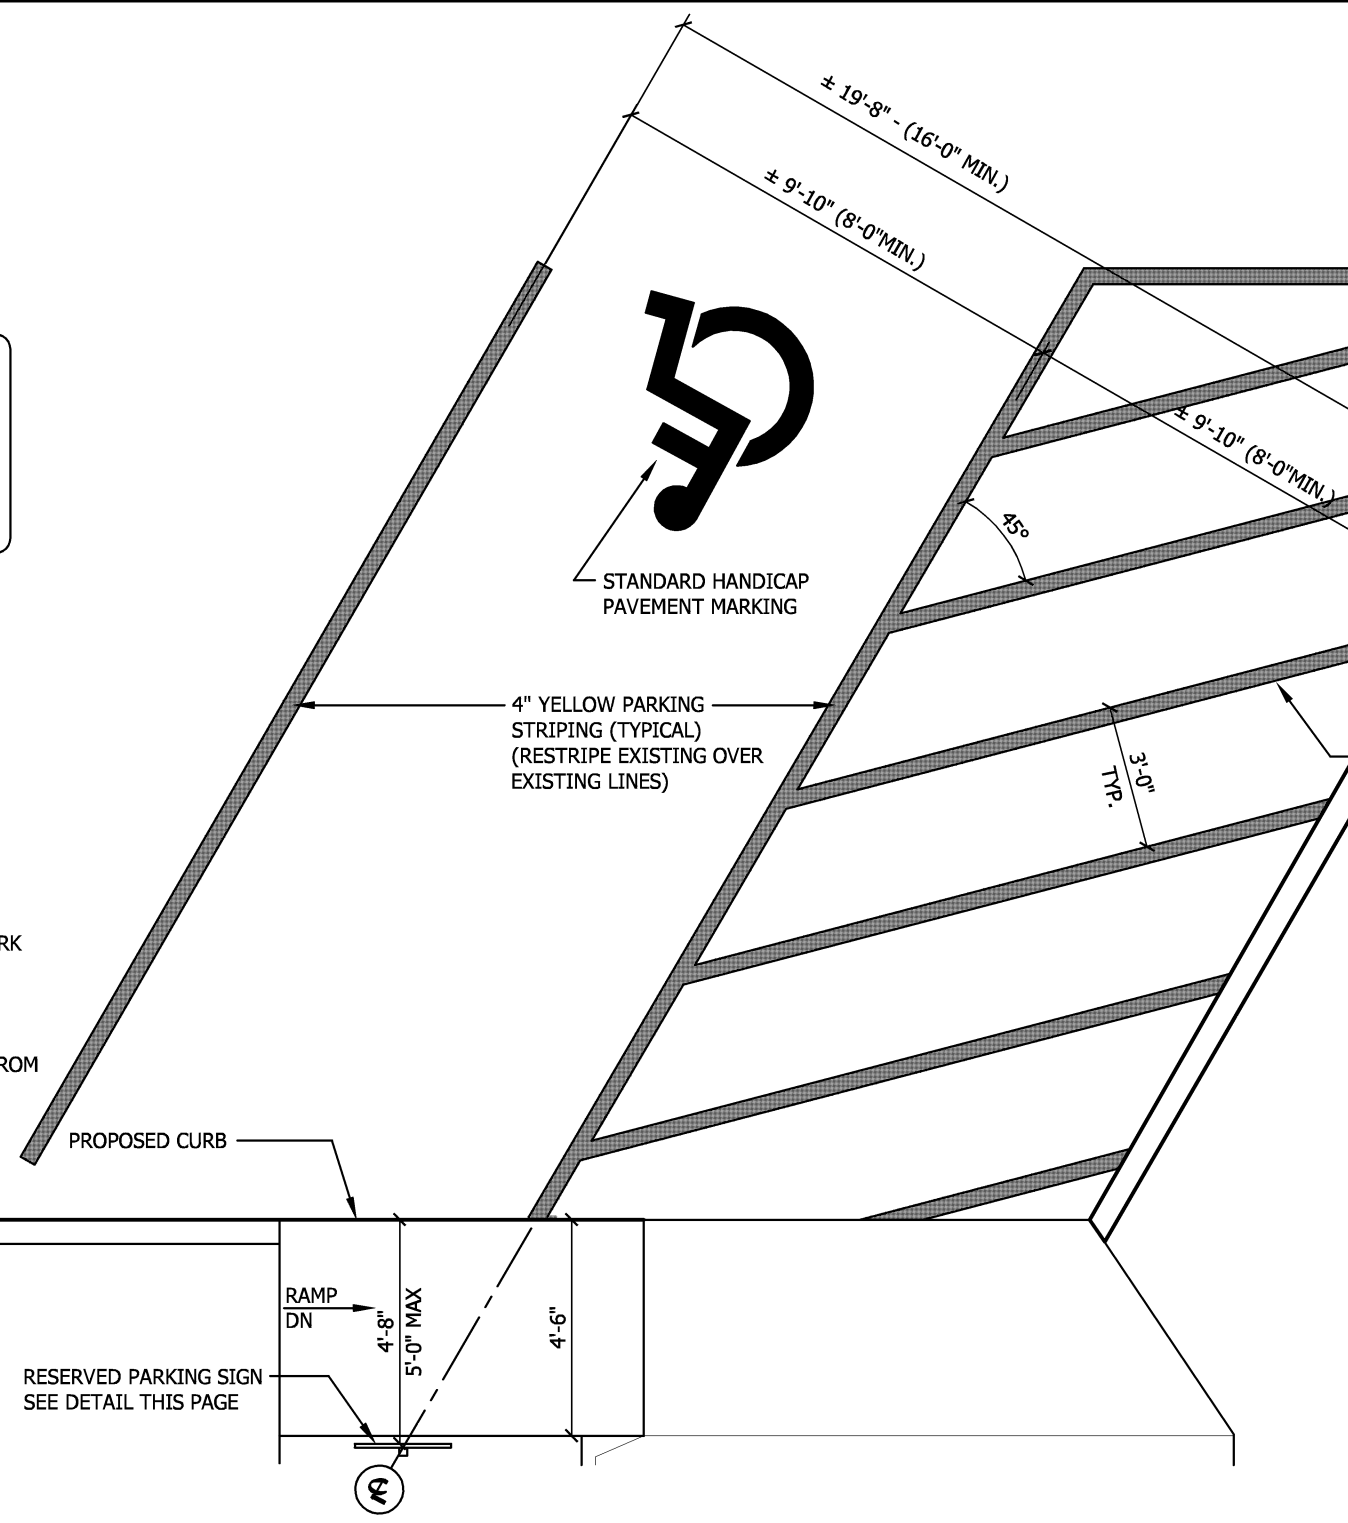 ± 19'-8" - (16'-0" MIN.)
± 9'-10" (8'-0"MIN.)
± 9'-10" (8'-0"MIN.)
45°
STANDARD HANDICAP
PAVEMENT MARKING
4" YELLOW PARKING
STRIPING (TYPICAL)
(RESTRIPE EXISTING OVER
EXISTING LINES)
3'-0"
TYP.
RK
ROM
PROPOSED CURB
RAMP
DN
4'-8"
5'-0" MAX
4'-6"
RESERVED PARKING SIGN
SEE DETAIL THIS PAGE